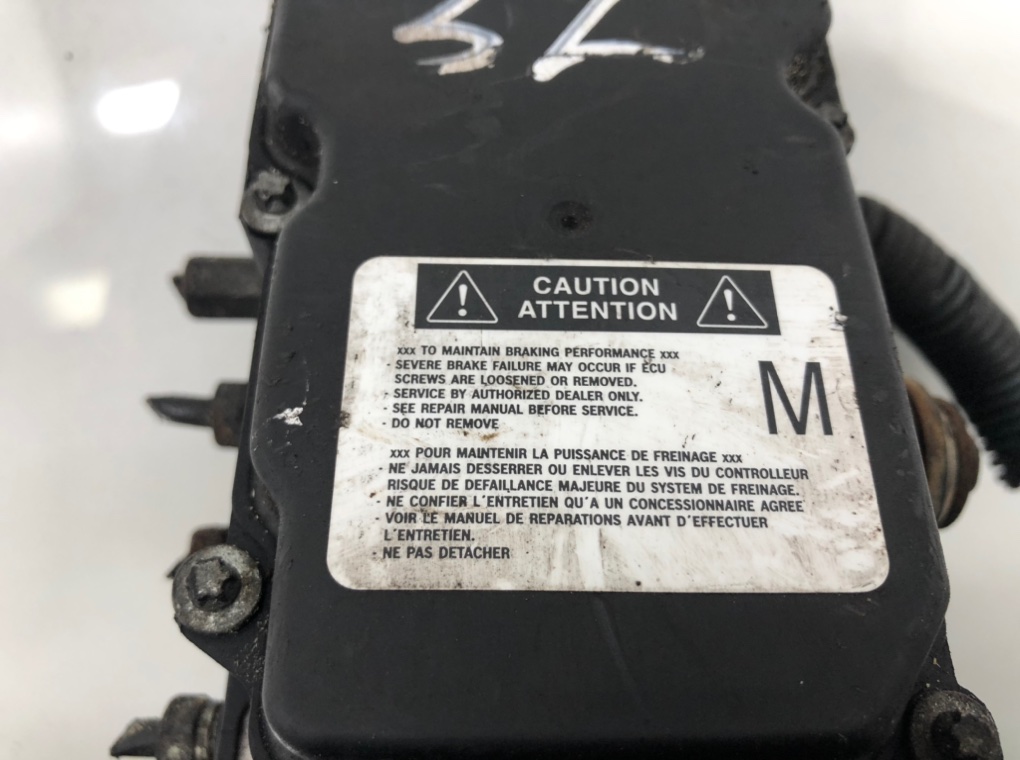 CAUTION
ATTENTION
xxx TO MAINTAIN BRAKING PERFORMANCE xxx
- SEVERE BRAKE FAILURE MAY OCCUR IF ECU
SCREWS ARE LOOSENED OR REMOVED.
- SERVICE BY AUTHORIZED DEALER ONLY.
- SEE REPAIR MANUAL BEFORE SERVICE.
- DO NOT REMOVE
M
xxx POUR MAINTENIR LA PUISSANCE DE FREINAGE xxx
- NE JAMAIS DESSERRER OU ENLEVER LES VIS DU CONTROLLEUR
RISQUE DE DEFAILLANCE MAJEURE DU SYSTEM DE FREINAGE.
- NE CONFIER L'ENTRETIEN QU'A UN CONCESSIONNAIRE AGREE
- VOIR LE MANUEL DE REPARATIONS AVANT D'EFFECTUER
L'ENTRETIEN.
- NE PAS DETACHER